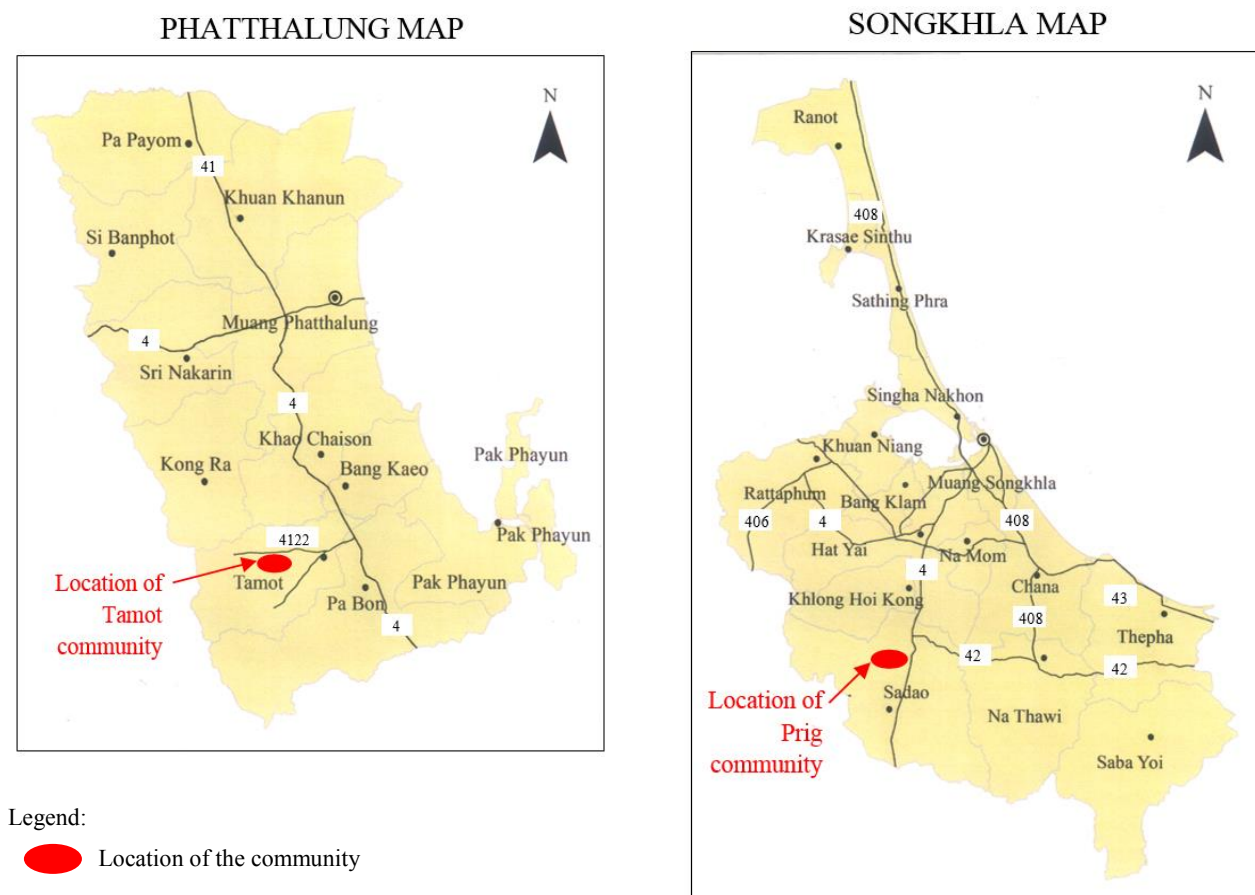 PHATTHALUNG MAP
N
Pa Payom
41
Khuan Khanun
Si Banphot
Muang Phatthalung
4
Sri Nakarin
4
Khao Chaison
Pak Phayun
Kong Ra
Bang Kaeo
4122
Pak Phayun
Location of
Tamot
community
Tamot
Pak Phayun
Pa Bon
4
SONGKHLA MAP
N
Ranot
408
Krasae Sinthu
Sathing Phra
Singha Nakhon
Khuan Niang
Muang Songkhla
Rattaphum
Bang Klam
406
4
408
Hat Yai
Na Mom
4
Chana
Khlong Hoi Kong
43
408
Thepha
42
42
Location of
Prig
community
Sadao
Na Thawi
Saba Yoi
Legend:
Location of the community